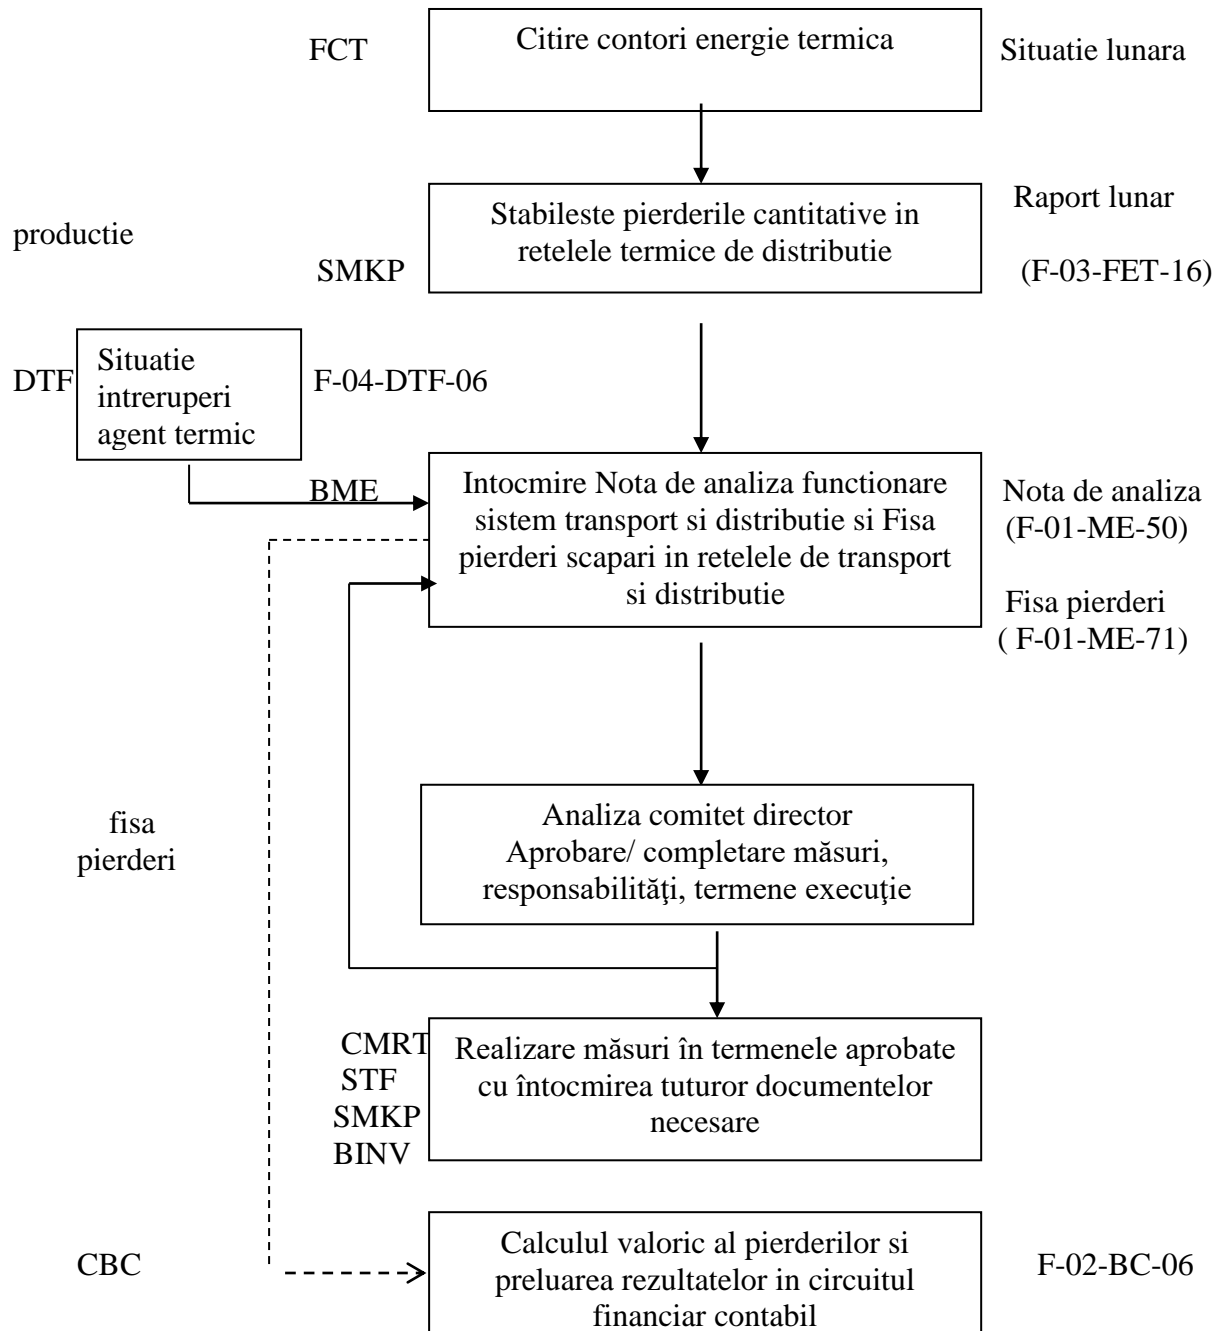 FCT
Citire contori energie termica
Situatie lunara
productie
SMKP
Stabileste pierderile cantitative in
retelele termice de distributie
Raport lunar
(F-03-FET-16)
DTF
Situatie
intreruperi
agent termic
F-04-DTF-06
BME
Intocmire Nota de analiza functionare
sistem transport si distributie si Fisa
pierderi scapari in retelele de transport
si distributie
Nota de analiza
(F-01-ME-50)
Fisa pierderi
( F-01-ME-71)
fisa
pierderi
Analiza comitet director
Aprobare/ completare măsuri,
responsabilităţi, termene execuţie
CMRT
STF
SMKP
BINV
Realizare măsuri în termenele aprobate
cu întocmirea tuturor documentelor
necesare
CBC
Calculul valoric al pierderilor si
preluarea rezultatelor in circuitul
financiar contabil
F-02-BC-06